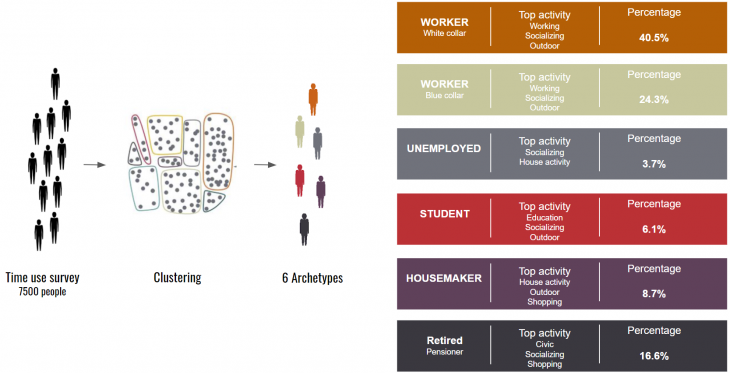 Time use survey
7500 people
Clustering
6 Archetypes
WORKER
White collar
Top activity
Working
Socializing
Outdoor
Percentage
40.5%
WORKER
Blue collar
Top activity
Working
Socializing
Outdoor
Percentage
24.3%
UNEMPLOYED
Top activity
Socializing
House activity
Percentage
3.7%
STUDENT
Top activity
Education
Socializing
Outdoor
Percentage
6.1%
HOUSEMAKER
Top activity
House activity
Outdoor
Shopping
Percentage
8.7%
Retired
Pensioner
Top activity
Civic
Socializing
Shopping
Percentage
16.6%